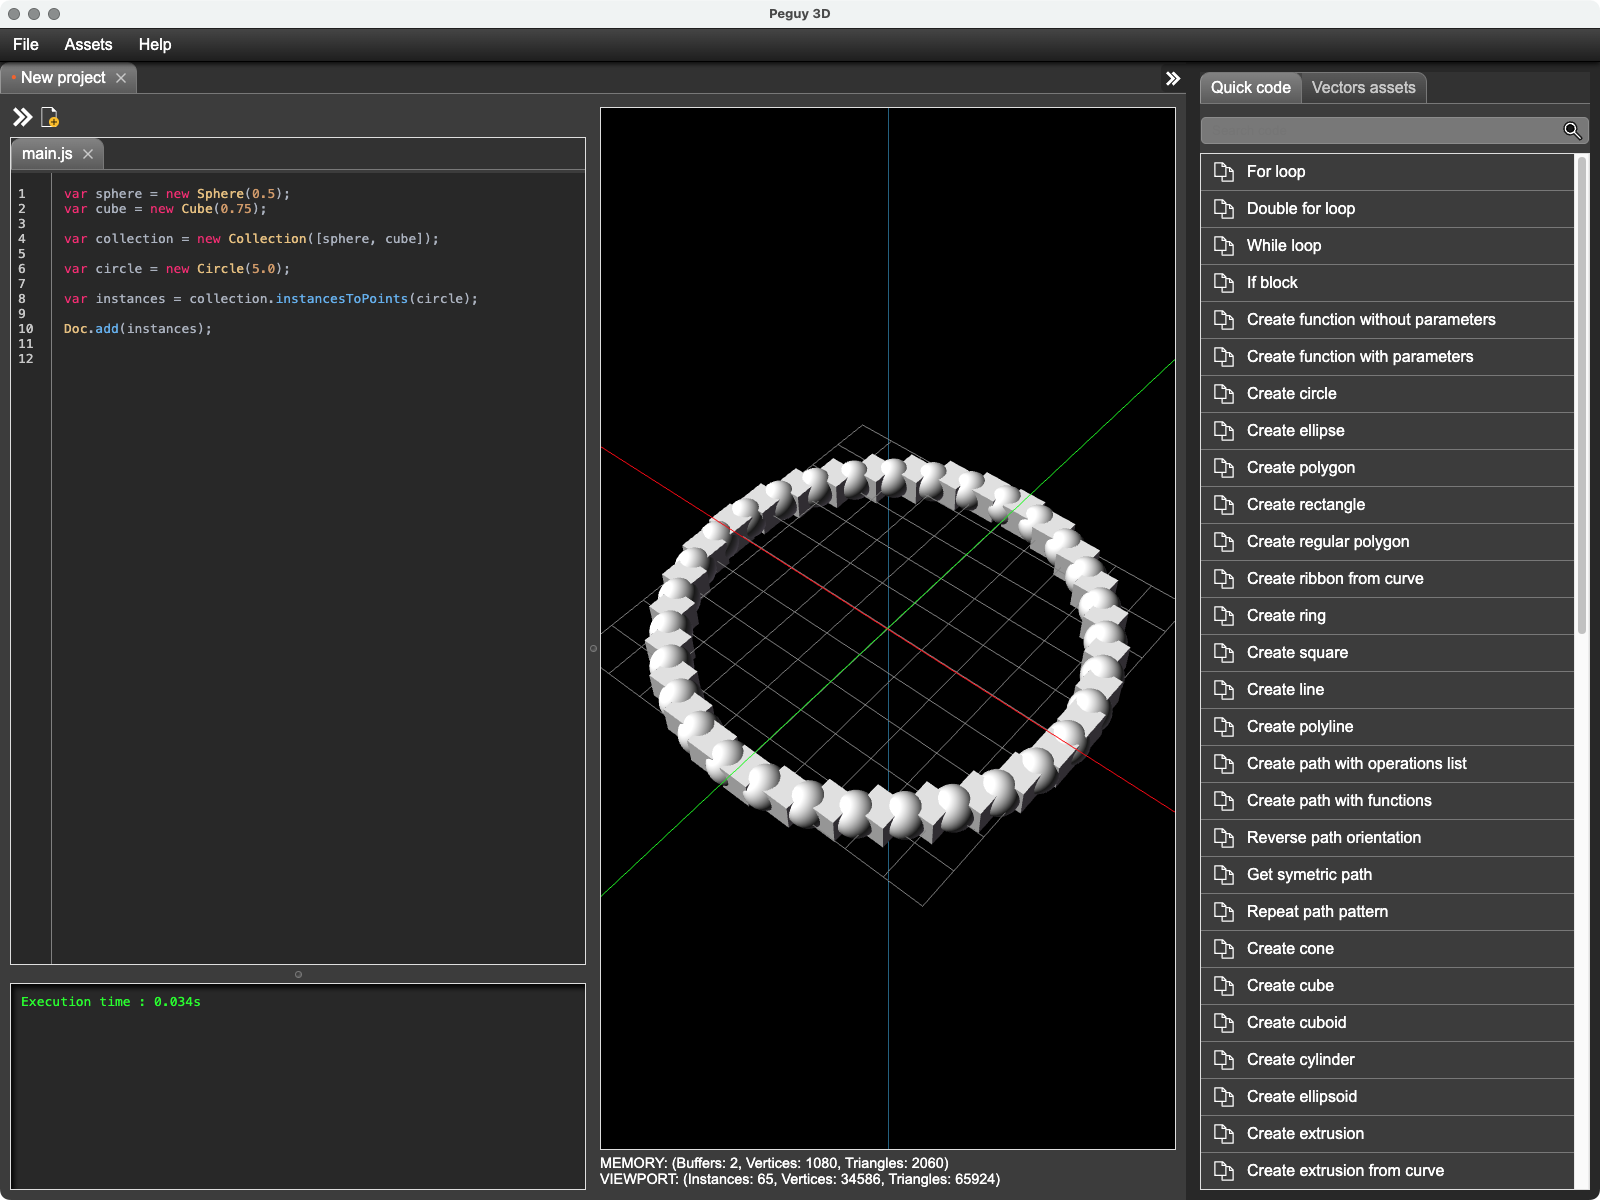 Peguy 3D
File Assets Help
New project
Quick code Vectors assets
main.js
1 var sphere = new Sphere(0.5);
2 var cube = new Cube(0.75);
3
4 var collection = new Collection([sphere, cube]);
5
6 var circle = new Circle(5.0);
7
8 var instances = collection.instancesToPoints(circle);
9
10 Doc.add(instances);
11
12
Execution time : 0.034s
MEMORY: (Buffers: 2, Vertices: 1080, Triangles: 2060)
VIEWPORT: (Instances: 65, Vertices: 34586, Triangles: 65924)
For loop
Double for loop
While loop
If block
Create function without parameters
Create function with parameters
Create circle
Create ellipse
Create polygon
Create rectangle
Create regular polygon
Create ribbon from curve
Create ring
Create square
Create line
Create polyline
Create path with operations list
Create path with functions
Reverse path orientation
Get symetric path
Repeat path pattern
Create cone
Create cube
Create cuboid
Create cylinder
Create ellipsoid
Create extrusion
Create extrusion from curve